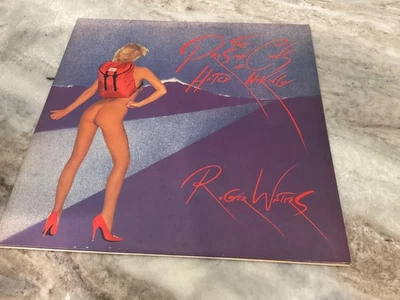 The
Pros and Cons
of
Hitch Hiking
Roger Waters